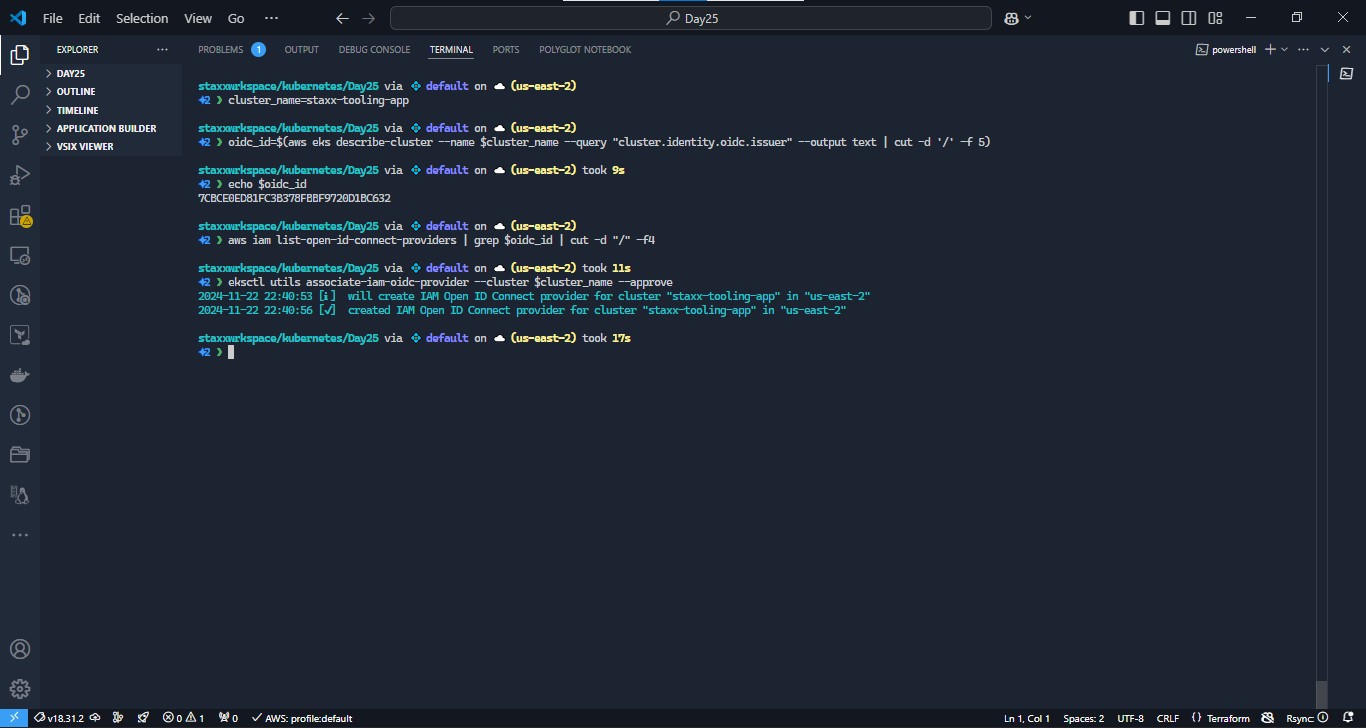 File Edit Selection View Go ··· Day25
EXPLORER ···
DAY25
OUTLINE
TIMELINE
APPLICATION BUILDER
VSIX VIEWER
PROBLEMS 1 OUTPUT DEBUG CONSOLE TERMINAL PORTS POLYGLOT NOTEBOOK powershell
staxxwrkspace/kubernetes/Day25 via default on (us-east-2)
2 ❯ cluster_name=staxx-tooling-app
staxxwrkspace/kubernetes/Day25 via default on (us-east-2)
2 ❯ oidc_id=$(aws eks describe-cluster --name $cluster_name --query "cluster.identity.oidc.issuer" --output text | cut -d '/' -f 5)
staxxwrkspace/kubernetes/Day25 via default on (us-east-2) took 9s
2 ❯ echo $oidc_id
7CBCE0ED81FC3B378FBBF9720D1BC632
staxxwrkspace/kubernetes/Day25 via default on (us-east-2)
2 ❯ aws iam list-open-id-connect-providers | grep $oidc_id | cut -d "/" -f4
staxxwrkspace/kubernetes/Day25 via default on (us-east-2) took 11s
2 ❯ eksctl utils associate-iam-oidc-provider --cluster $cluster_name --approve
2024-11-22 22:40:53 [ℹ] will create IAM Open ID Connect provider for cluster "staxx-tooling-app" in "us-east-2"
2024-11-22 22:40:56 [✔] created IAM Open ID Connect provider for cluster "staxx-tooling-app" in "us-east-2"
staxxwrkspace/kubernetes/Day25 via default on (us-east-2) took 17s
2 ❯
v18.31.2 0 1 0 AWS: profile:default Ln 1, Col 1 Spaces: 2 UTF-8 CRLF {} Terraform Rsync: